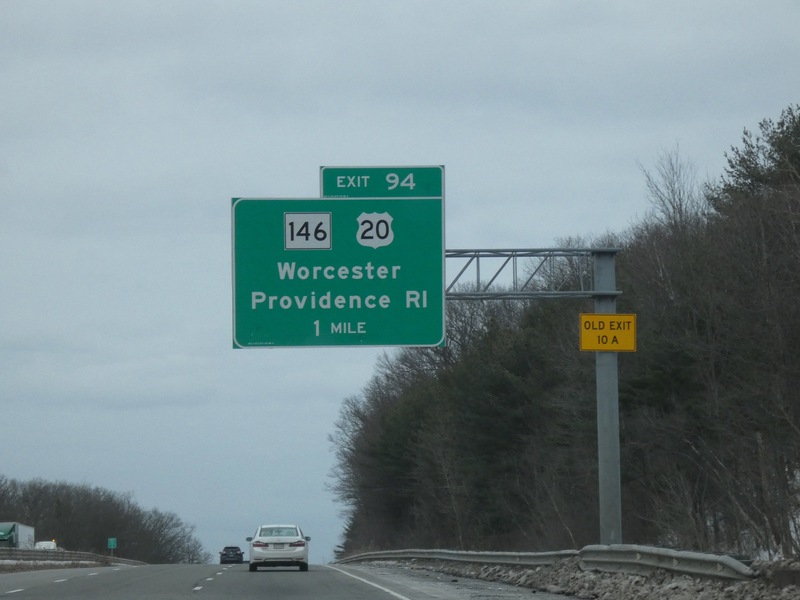 EXIT 94
146 20
Worcester
Providence RI
1 MILE
OLD EXIT
10 A